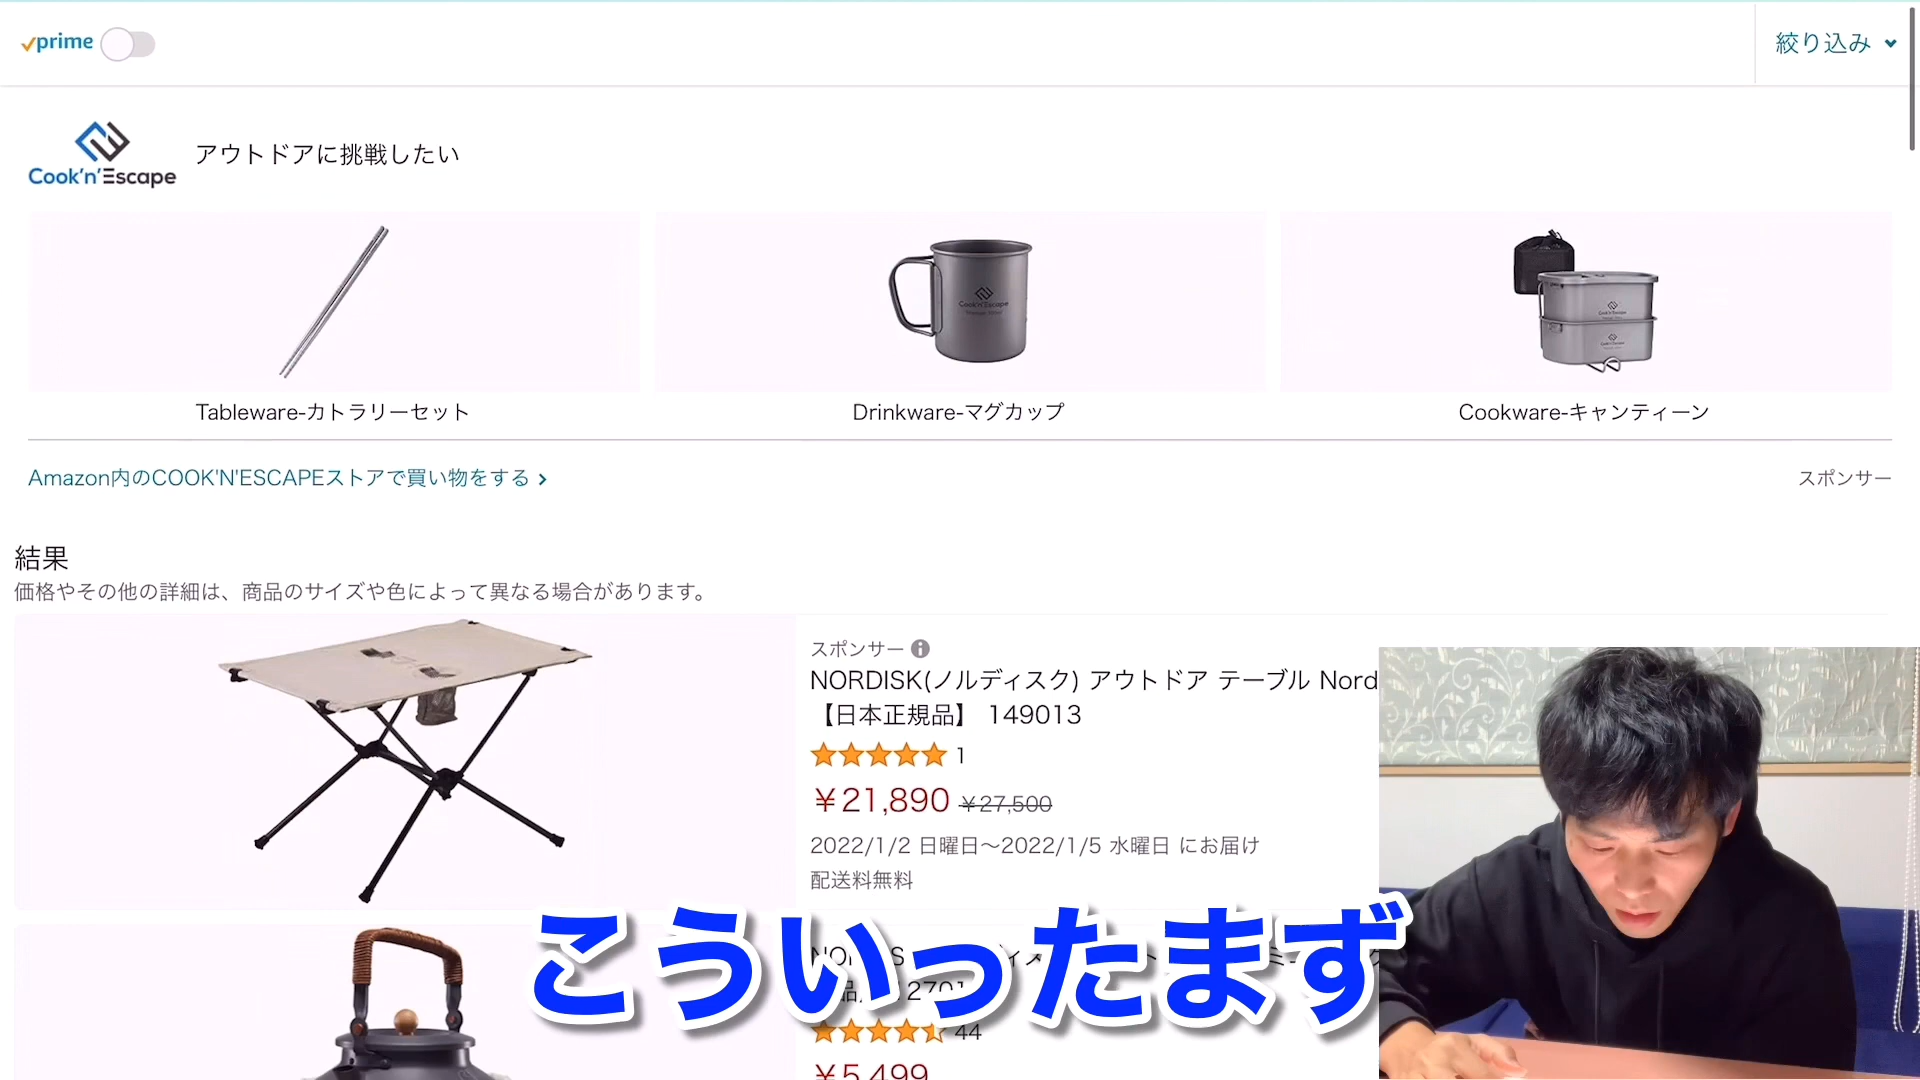 prime
絞り込み
Cook'n'Escape
アウトドアに挑戦したい
Cook'n'Escape
Cook'n'Escape
Cook'n'Escape
Tableware-カトラリーセット
Drinkware-マグカップ
Cookware-キャンティーン
Amazon内のCOOK'N'ESCAPEストアで買い物をする
スポンサー
結果
価格やその他の詳細は、商品のサイズや色によって異なる場合があります。
スポンサー
NORDISK(ノルディスク) アウトドア テーブル Nord
【日本正規品】 149013
1
￥21,890 ￥27,500
2022/1/2 日曜日～2022/1/5 水曜日 にお届け
配送料無料
こういったまず
44
￥5,499